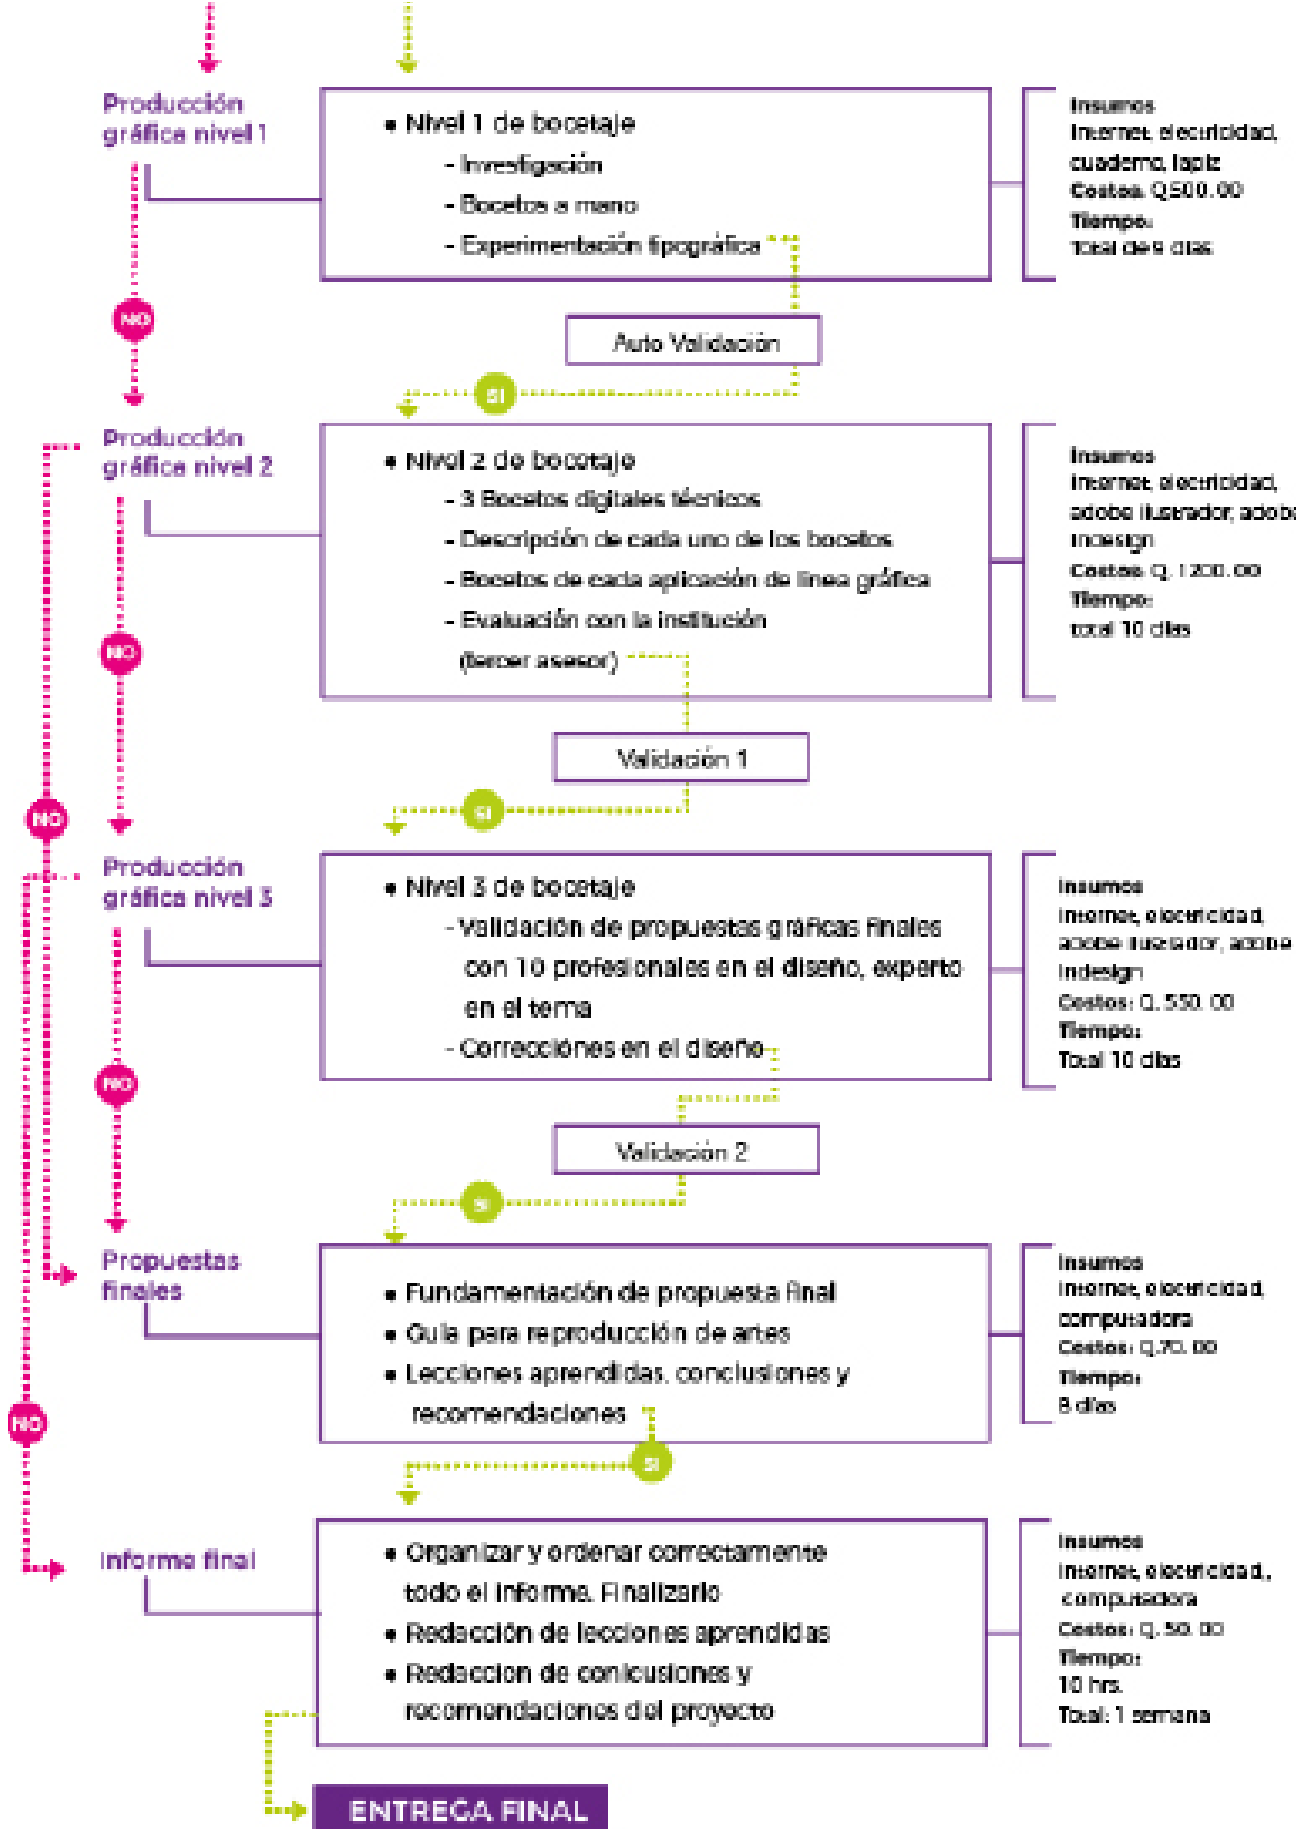 Producción
gráfica nivel 1
• Nivel 1 de bocetaje
- Investigación
- Bocetos a mano
- Experimentación tipográfica
Insumos
Internet, electricidad,
cuaderno, lapiz
Costos: Q500.00
Tiempo:
Total de 9 dias
NO
Auto Validación
SI
Producción
gráfica nivel 2
• Nivel 2 de bocetaje
- 3 Bocetos digitales técnicos
- Descripción de cada uno de los bocetos
- Bocetos de cada aplicación de línea gráfica
- Evaluación con la institución
(tercer asesor)
Insumos
Internet, electricidad,
adobe ilustrador, adobe
Indesign
Costos: Q. 1200.00
Tiempo:
total 10 dias
NO
Validación 1
SI
NO
Producción
gráfica nivel 3
• Nivel 3 de bocetaje
- Validación de propuestas gráficas finales
con 10 profesionales en el diseño, experto
en el tema
- Correcciónes en el diseño
Insumos
Internet, electricidad,
adobe ilustrador, adobe
Indesign
Costos: Q. 550.00
Tiempo:
Total 10 dias
NO
Validación 2
SI
Propuestas
finales
• Fundamentación de propuesta final
• Guía para reproducción de artes
• Lecciones aprendidas, conclusiones y
recomendaciones
Insumos
Internet, electricidad,
computadora
Costos: Q.70.00
Tiempo:
8 días
NO
SI
Informe final
• Organizar y ordenar correctamente
todo el informe. Finalizarlo
• Redacción de lecciones aprendidas
• Redaccion de conlcusiones y
recomendaciones del proyecto
Insumos
Internet, electricidad,
computadora
Costos: Q. 50.00
Tiempo:
10 hrs.
Total: 1 semana
ENTREGA FINAL